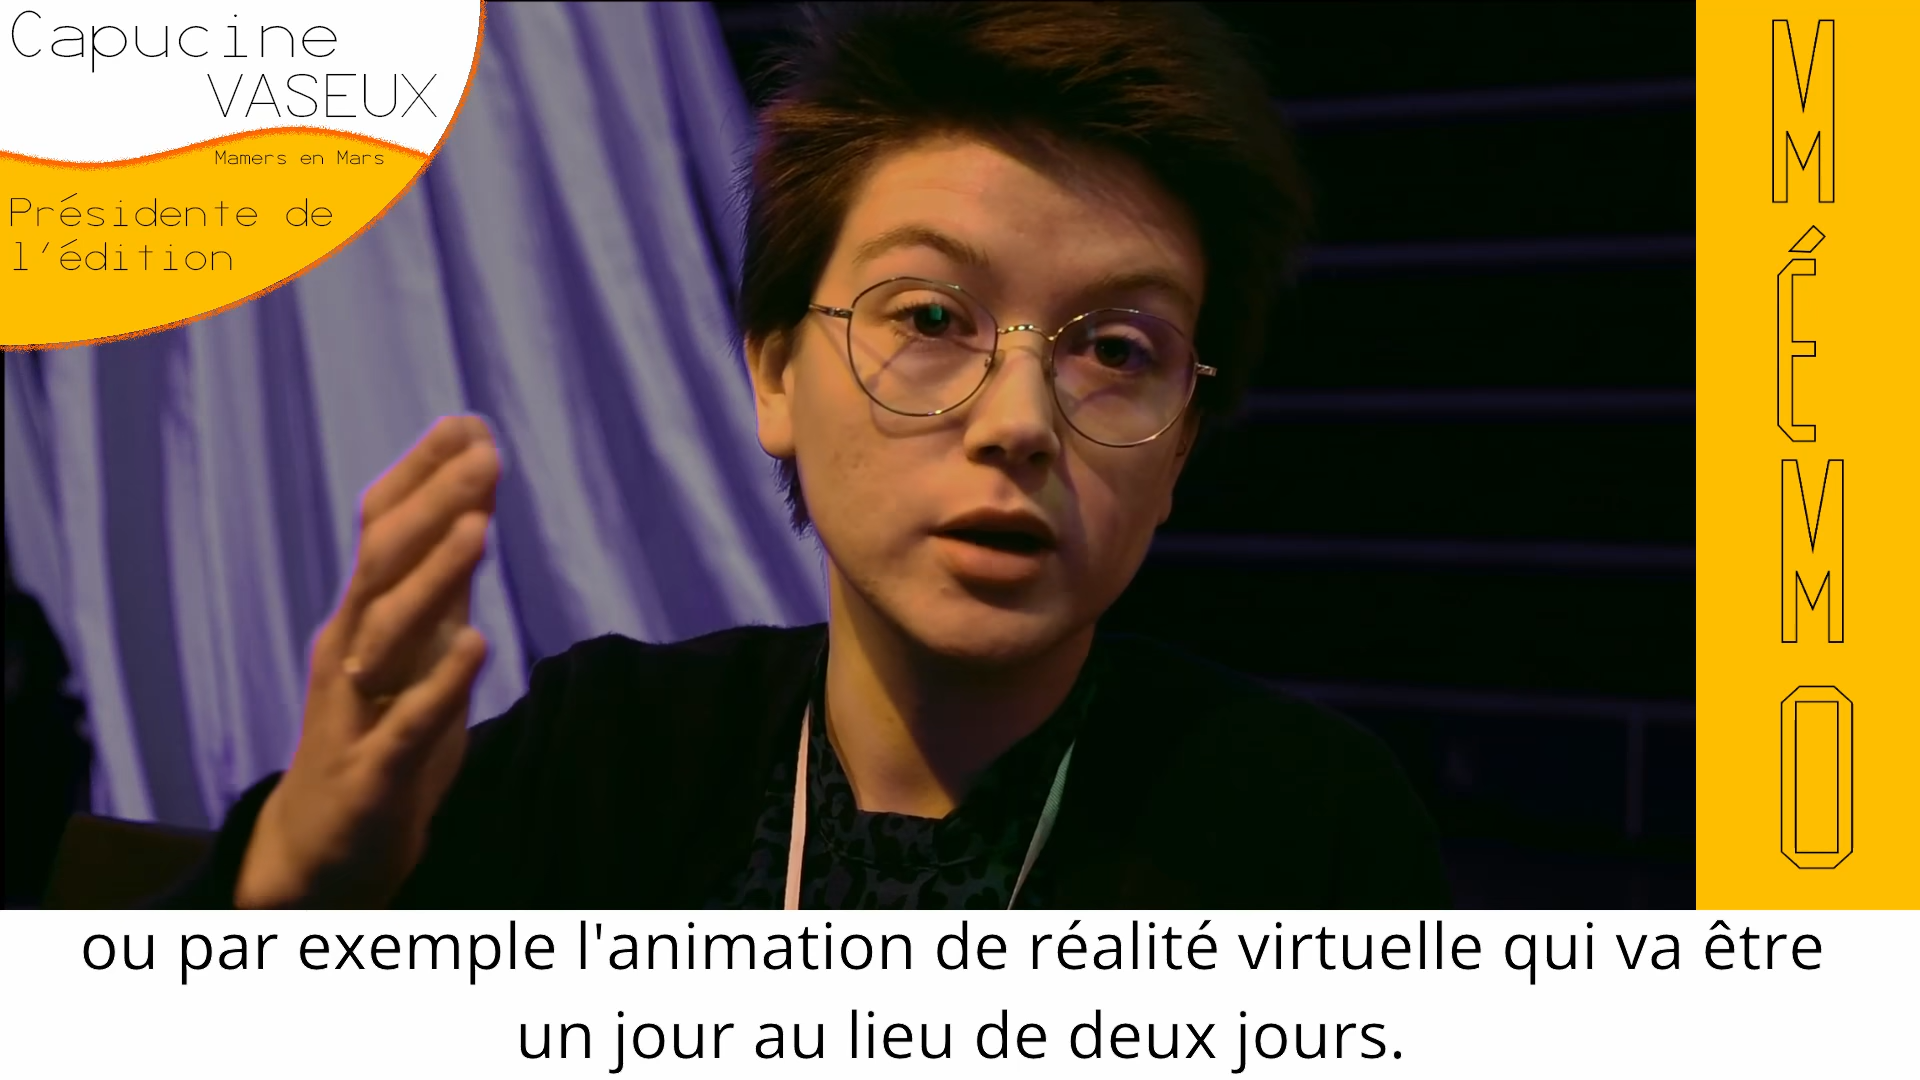 Capucine
VASEUX
Mamers en Mars
Présidente de
l'édition
MÉMO
ou par exemple l'animation de réalité virtuelle qui va être
un jour au lieu de deux jours.